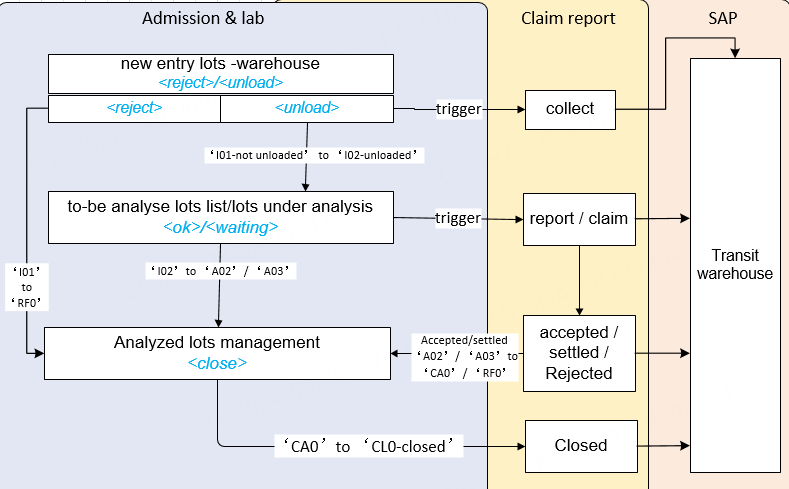 Admission & lab
Claim report
SAP
new entry lots -warehouse
<reject>/<unload>
<reject>
<unload>
trigger
collect
‘I01-not unloaded’ to ‘I02-unloaded’
to-be analyse lots list/lots under analysis
<ok>/<waiting>
trigger
report / claim
Transit
warehouse
‘I01’
to
‘RF0’
‘I02’ to ‘A02’ / ‘A03’
Analyzed lots management
<close>
Accepted/settled
‘A02’ / ‘A03’ to
‘CA0’ / ‘RF0’
accepted /
settled /
Rejected
‘CA0’ to ‘CL0-closed’
Closed